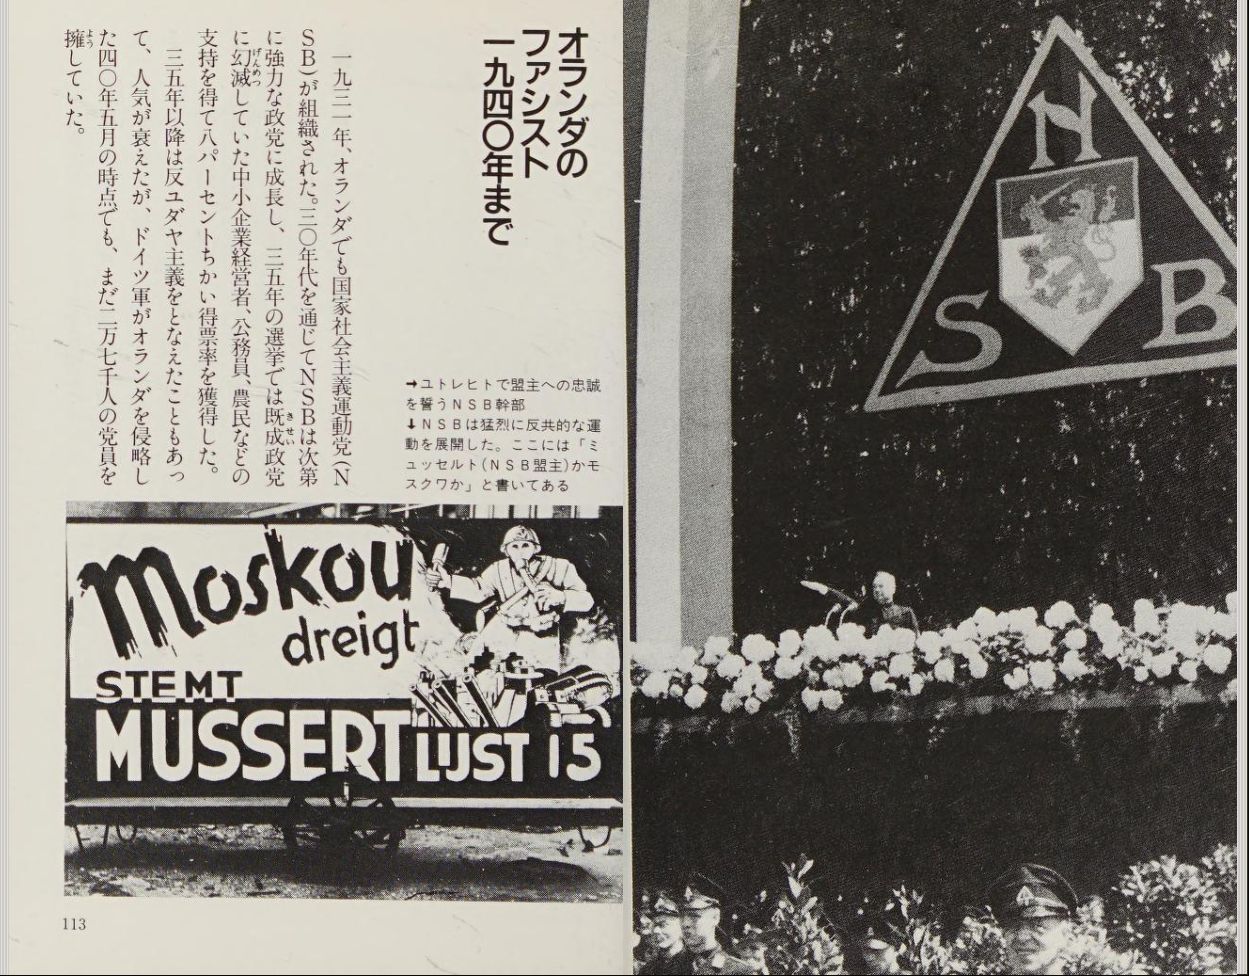 オランダの
ファシスト
一九四〇年まで
一九三一年、オランダでも国家社会主義運動党(N
SB)が組織された。三〇年代を通じてNSBは次第
に強力な政党に成長し、三五年の選挙では既成政党
に幻滅していた中小企業経営者、公務員、農民などの
支持を得て八パーセントちかい得票率を獲得した。
三五年以降は反ユダヤ主義をとなえたこともあっ
て、人気が衰えたが、ドイツ軍がオランダを侵略し
た四〇年五月の時点でも、まだ二万七千人の党員を
擁していた。
➡ユトレヒトで盟主への忠誠
を誓うNSB幹部
⬇NSBは猛烈に反共的な運
動を展開した。ここには「ミ
ュッセルト(NSB盟主)かモ
スクワか」と書いてある
Moskou
dreigt
STEMT
MUSSERT LIJST 15
113
N
S B